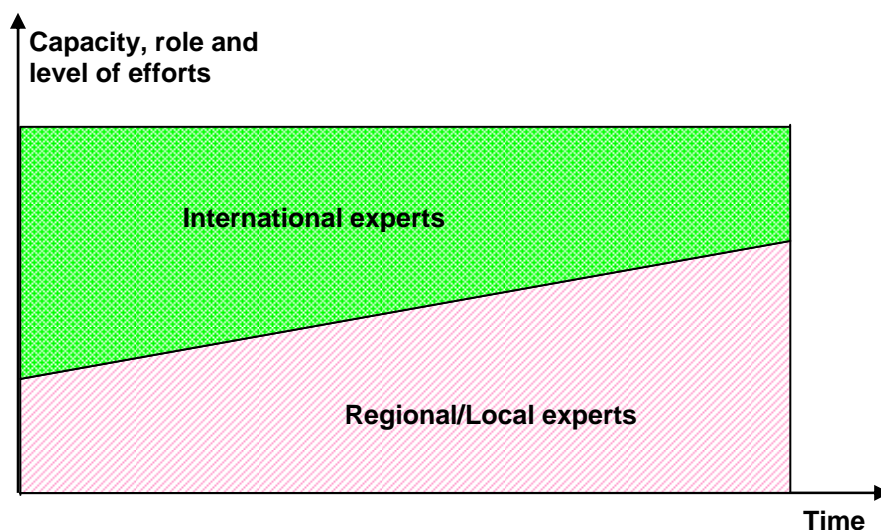 Capacity, role and
level of efforts
International experts
Regional/Local experts
Time